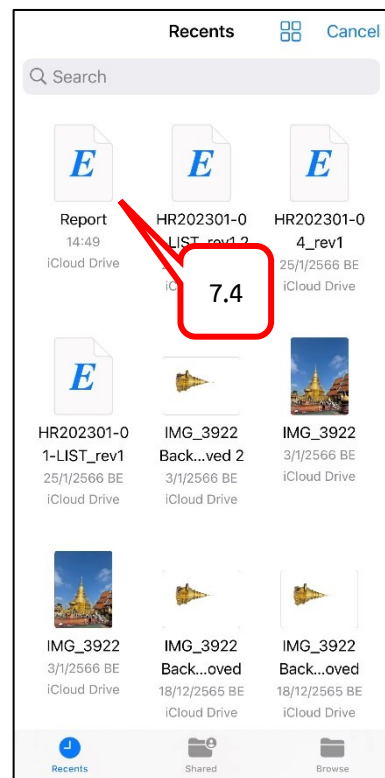 Recents
Cancel
Search
E
E
E
Report
HR202301-0
HR202301-0
LIST_rev1 2
4_rev1
14:49
25/1/2566 BE
iCloud Drive
iCloud Drive
7.4
E
HR202301-0
IMG_3922
IMG_3922
1-LIST_rev1
Back...ved 2
3/1/2566 BE
25/1/2566 BE
3/1/2566 BE
iCloud Drive
iCloud Drive
iCloud Drive
IMG_3922
IMG_3922
IMG_3922
3/1/2566 BE
Back...oved
Back...oved
iCloud Drive
18/12/2565 BE
18/12/2565 BE
iCloud Drive
iCloud Drive
Recents
Shared
Browse